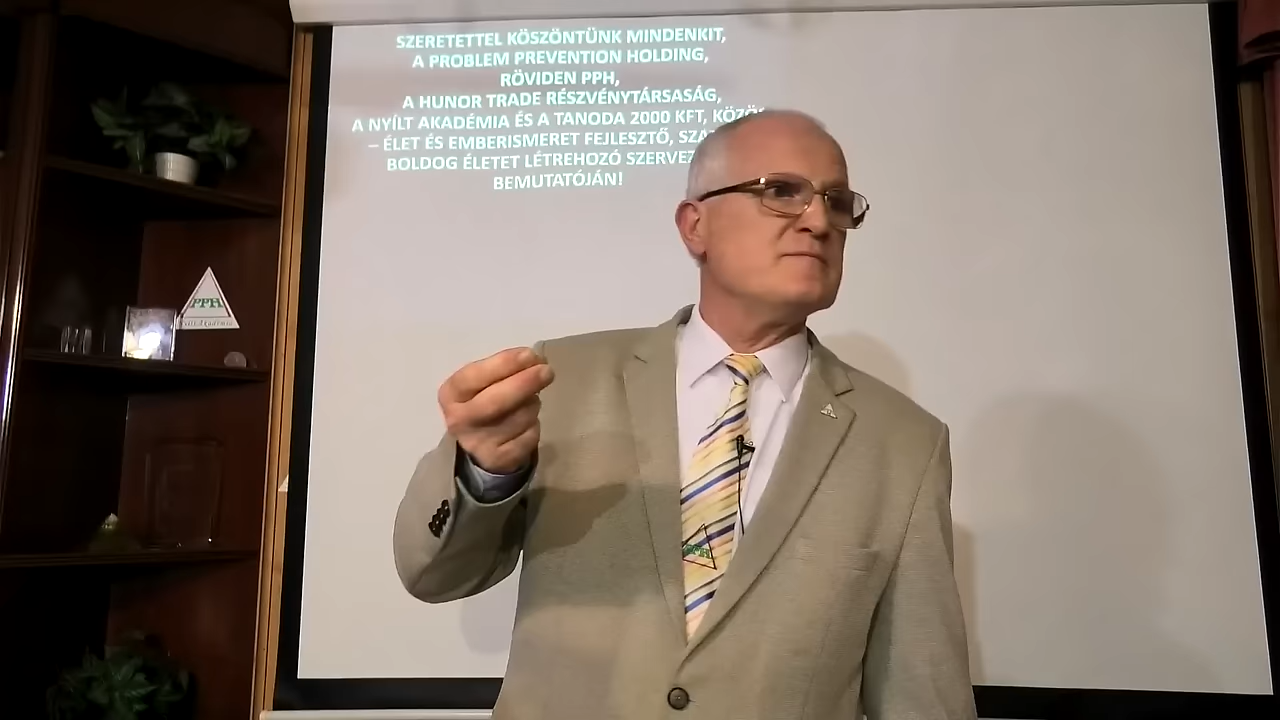 SZERETETTEL KÖSZÖNTÜNK MINDENKIT,
A PROBLEM PREVENTION HOLDING,
RÖVIDEN PPH,
A HUNOR TRADE RÉSZVÉNYTÁRSASÁG,
A NYÍLT AKADÉMIA ÉS A TANODA 2000 KFT,
– ÉLET ÉS EMBERISMERET FEJLESZTŐ,
BOLDOG ÉLETET LÉTREHOZÓ
BEMUTATÓJÁN!
PPH
PPH